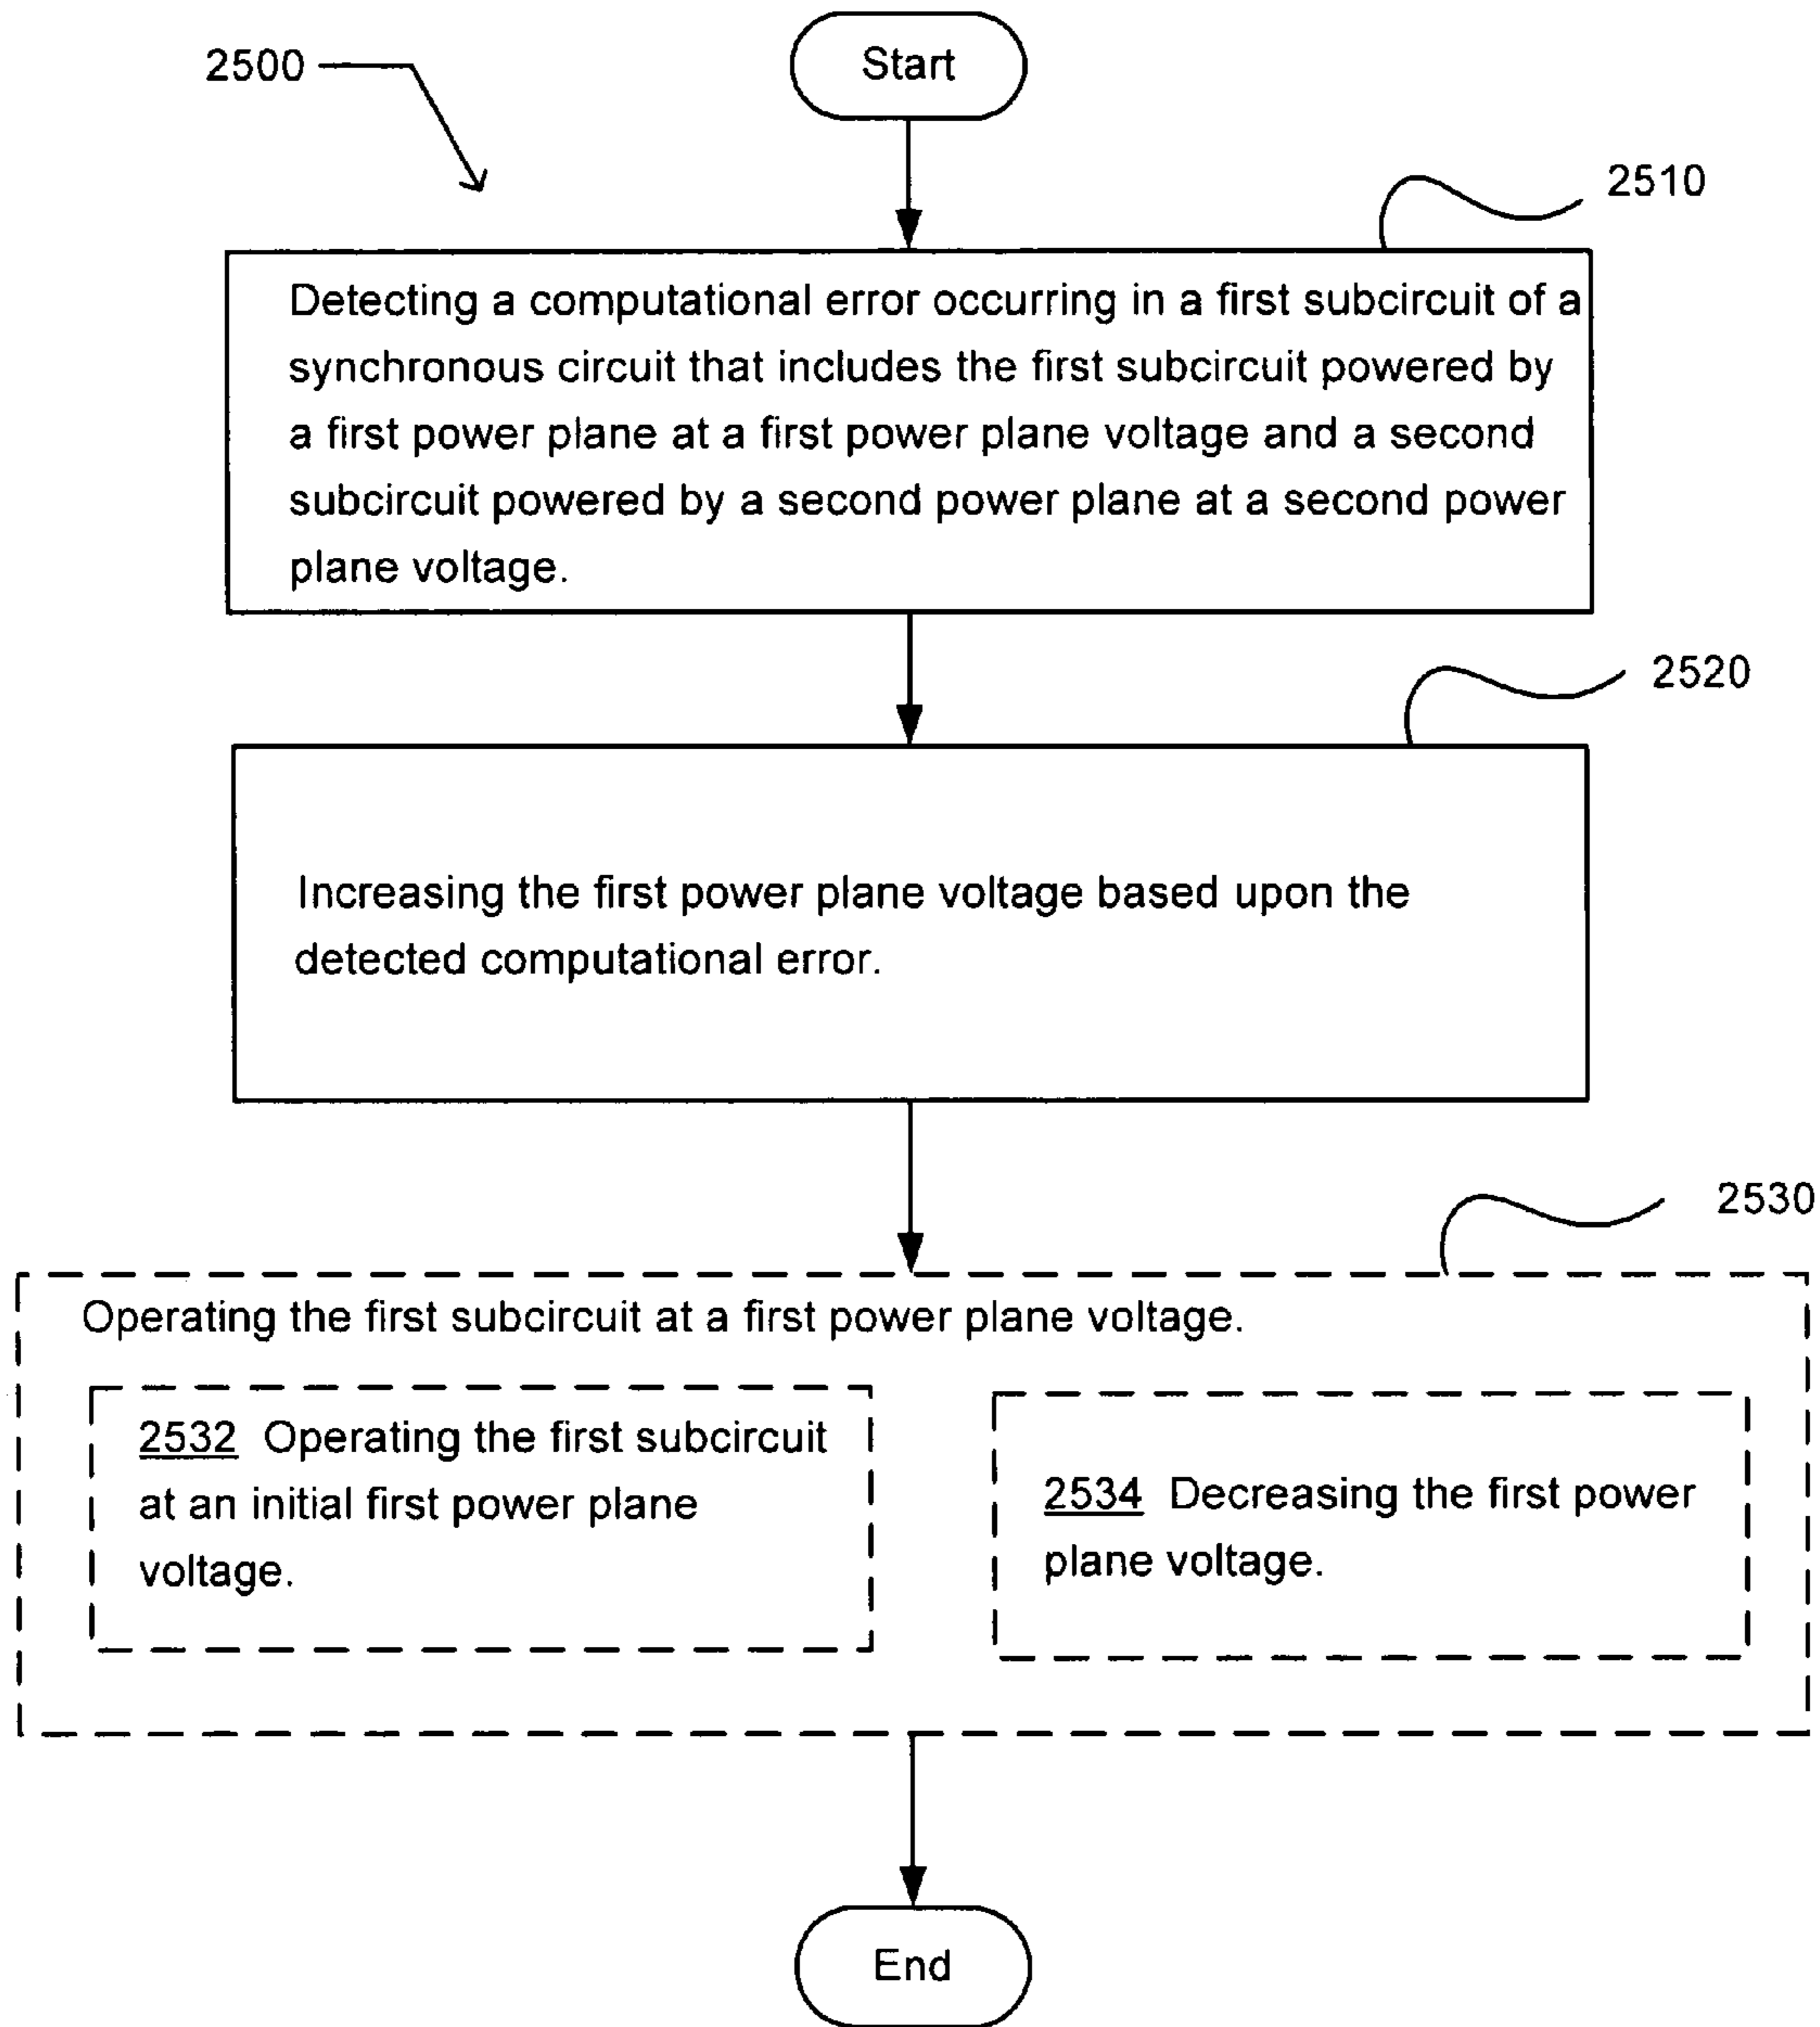 Start
2500
2510
Detecting a computational error occurring in a first subcircuit of a
synchronous circuit that includes the first subcircuit powered by
a first power plane at a first power plane voltage and a second
subcircuit powered by a second power plane at a second power
plane voltage.
2520
Increasing the first power plane voltage based upon the
detected computational error.
2530
Operating the first subcircuit at a first power plane voltage.
2532 Operating the first subcircuit
at an initial first power plane
voltage.
2534 Decreasing the first power
plane voltage.
End